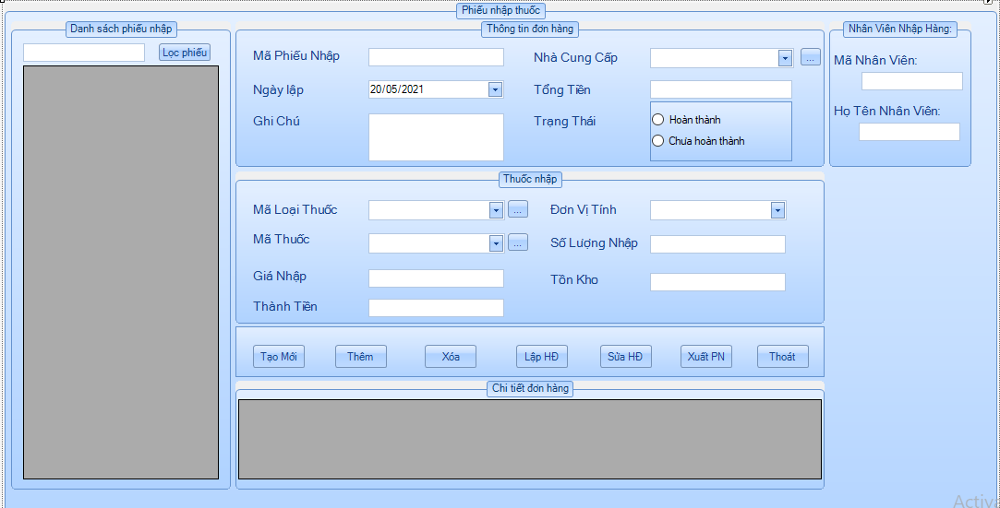 Phiếu nhập thuốc
Danh sách phiếu nhập
Lọc phiếu
Thông tin đơn hàng
Mã Phiếu Nhập
Nhà Cung Cấp
...
Ngày lập
20/05/2021
Tổng Tiền
Ghi Chú
Trạng Thái
Hoàn thành
Chưa hoàn thành
Nhân Viên Nhập Hàng:
Mã Nhân Viên:
Họ Tên Nhân Viên:
Thuốc nhập
Mã Loại Thuốc
...
Đơn Vị Tính
Mã Thuốc
...
Số Lượng Nhập
Giá Nhập
Tồn Kho
Thành Tiền
Tạo Mới
Thêm
Xóa
Lập HĐ
Sửa HĐ
Xuất PN
Thoát
Chi tiết đơn hàng